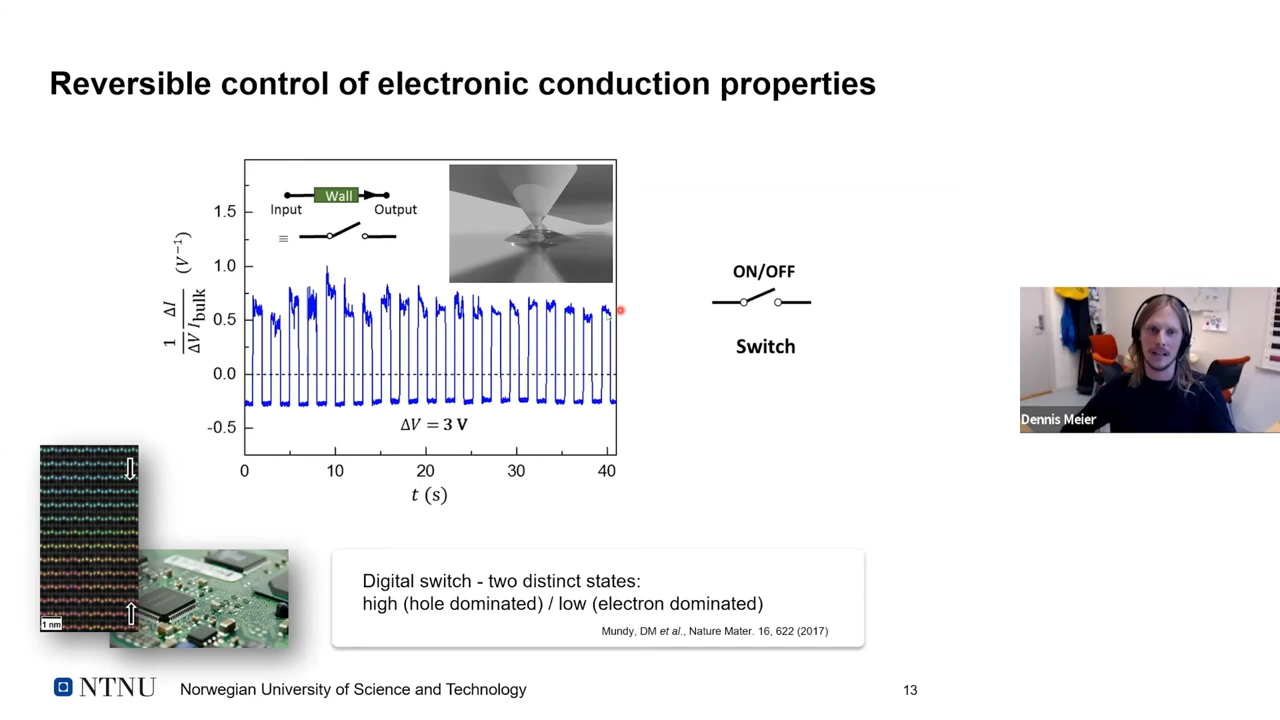 Reversible control of electronic conduction properties
1.5
1.0
0.5
0.0
-0.5
1/ΔV ΔI/I_bulk (V⁻¹)
Wall
Input Output
≡
ΔV = 3 V
0 10 20 30 40
t (s)
ON/OFF
Switch
Dennis Meier
1 nm
Digital switch - two distinct states:
high (hole dominated) / low (electron dominated)
Mundy, DM et al., Nature Mater. 16, 622 (2017)
NTNU Norwegian University of Science and Technology 13